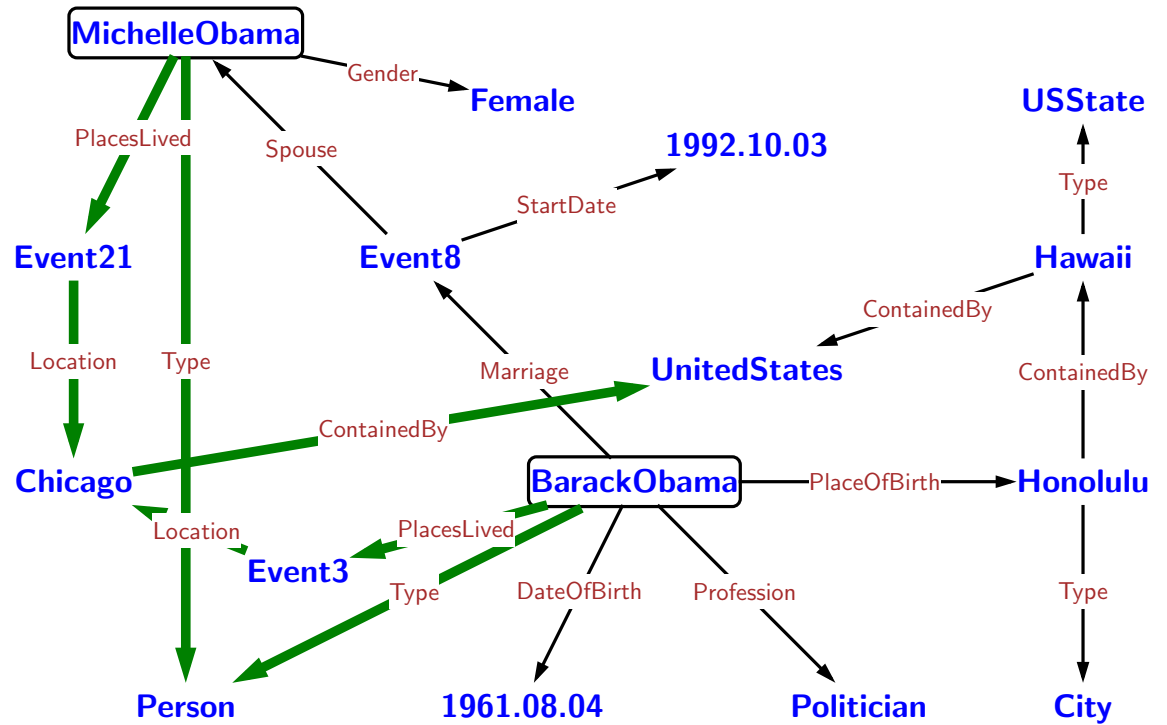 MichelleObama
Gender
Female
USState
PlacesLived
Spouse
1992.10.03
Type
StartDate
Event21
Event8
Hawaii
ContainedBy
Location
Type
Marriage
UnitedStates
ContainedBy
ContainedBy
Chicago
BarackObama
PlaceOfBirth
Honolulu
Location
PlacesLived
Event3
Type
DateOfBirth
Profession
Type
Person
1961.08.04
Politician
City